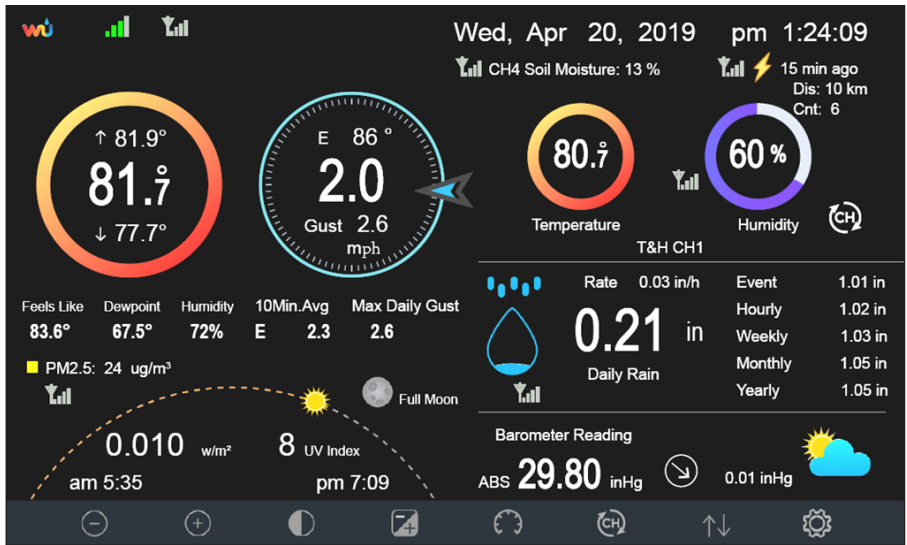 wu
Wed, Apr 20, 2019 pm 1:24:09
CH4 Soil Moisture: 13 %
15 min ago
Dis: 10 km
Cnt: 6
↑ 81.9°
81.7°
↓ 77.7°
E 86 °
2.0
Gust 2.6
mph
80.7°
Temperature
60 %
Humidity
CH
T&H CH1
Feels Like Dewpoint Humidity 10Min.Avg Max Daily Gust
83.6° 67.5° 72% E 2.3 2.6
PM2.5: 24 ug/m³
Full Moon
0.010 w/m² 8 UV Index
am 5:35 pm 7:09
Rate 0.03 in/h
0.21 in
Daily Rain
Event 1.01 in
Hourly 1.02 in
Weekly 1.03 in
Monthly 1.05 in
Yearly 1.05 in
Barometer Reading
ABS 29.80 inHg 0.01 inHg
CH